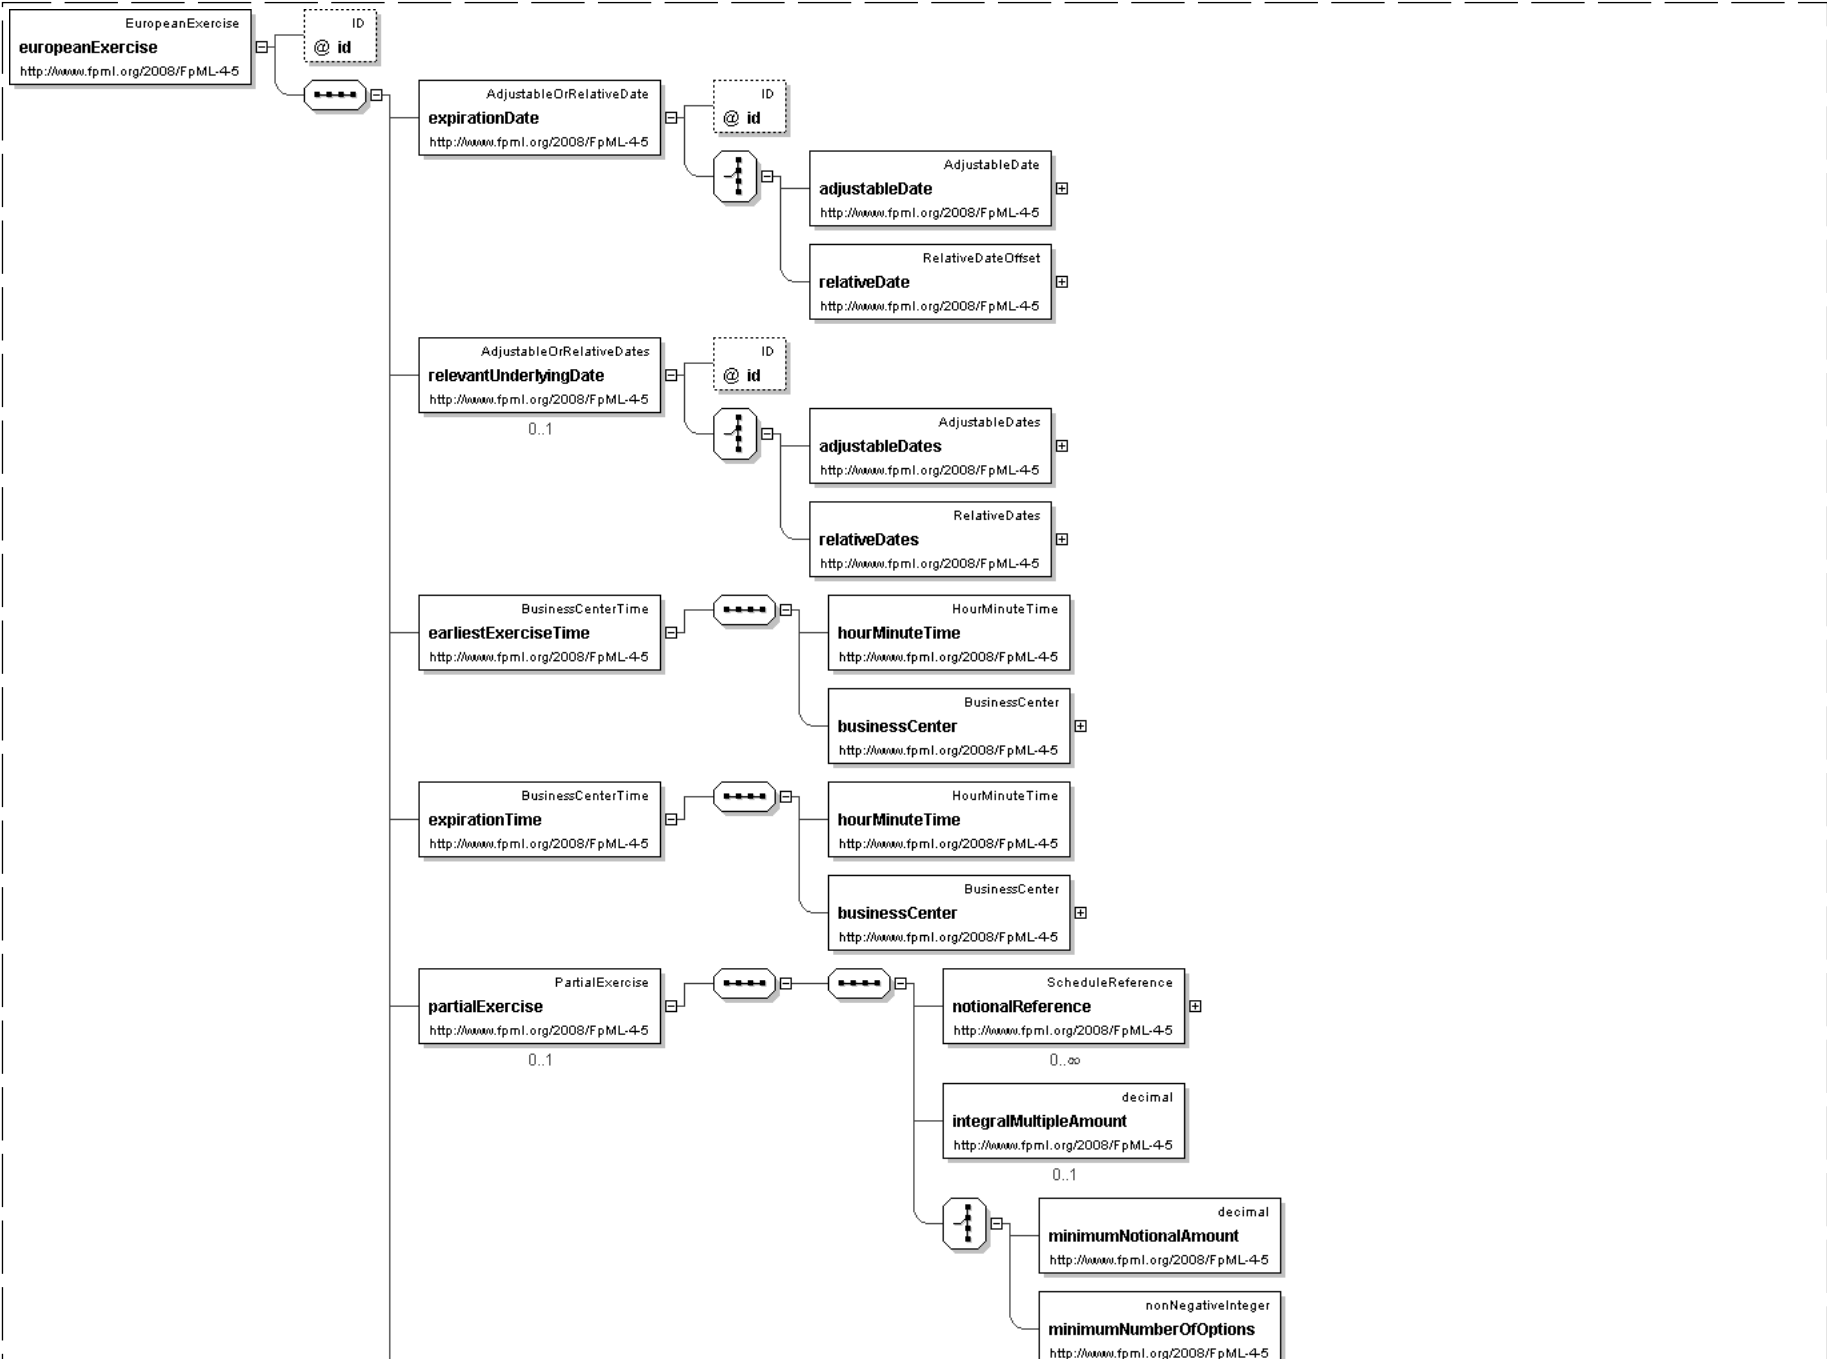 EuropeanExercise
europeanExercise
http://www.fpml.org/2008/FpML-4-5
ID
@ id
AdjustableOrRelativeDate
expirationDate
http://www.fpml.org/2008/FpML-4-5
ID
@ id
AdjustableDate
adjustableDate
http://www.fpml.org/2008/FpML-4-5
RelativeDateOffset
relativeDate
http://www.fpml.org/2008/FpML-4-5
AdjustableOrRelativeDates
relevantUnderlyingDate
http://www.fpml.org/2008/FpML-4-5
0..1
ID
@ id
AdjustableDates
adjustableDates
http://www.fpml.org/2008/FpML-4-5
RelativeDates
relativeDates
http://www.fpml.org/2008/FpML-4-5
BusinessCenterTime
earliestExerciseTime
http://www.fpml.org/2008/FpML-4-5
HourMinuteTime
hourMinuteTime
http://www.fpml.org/2008/FpML-4-5
BusinessCenter
businessCenter
http://www.fpml.org/2008/FpML-4-5
BusinessCenterTime
expirationTime
http://www.fpml.org/2008/FpML-4-5
HourMinuteTime
hourMinuteTime
http://www.fpml.org/2008/FpML-4-5
BusinessCenter
businessCenter
http://www.fpml.org/2008/FpML-4-5
PartialExercise
partialExercise
http://www.fpml.org/2008/FpML-4-5
0..1
ScheduleReference
notionalReference
http://www.fpml.org/2008/FpML-4-5
0..∞
decimal
integralMultipleAmount
http://www.fpml.org/2008/FpML-4-5
0..1
decimal
minimumNotionalAmount
http://www.fpml.org/2008/FpML-4-5
nonNegativeInteger
minimumNumberOfOptions
http://www.fpml.org/2008/FpML-4-5